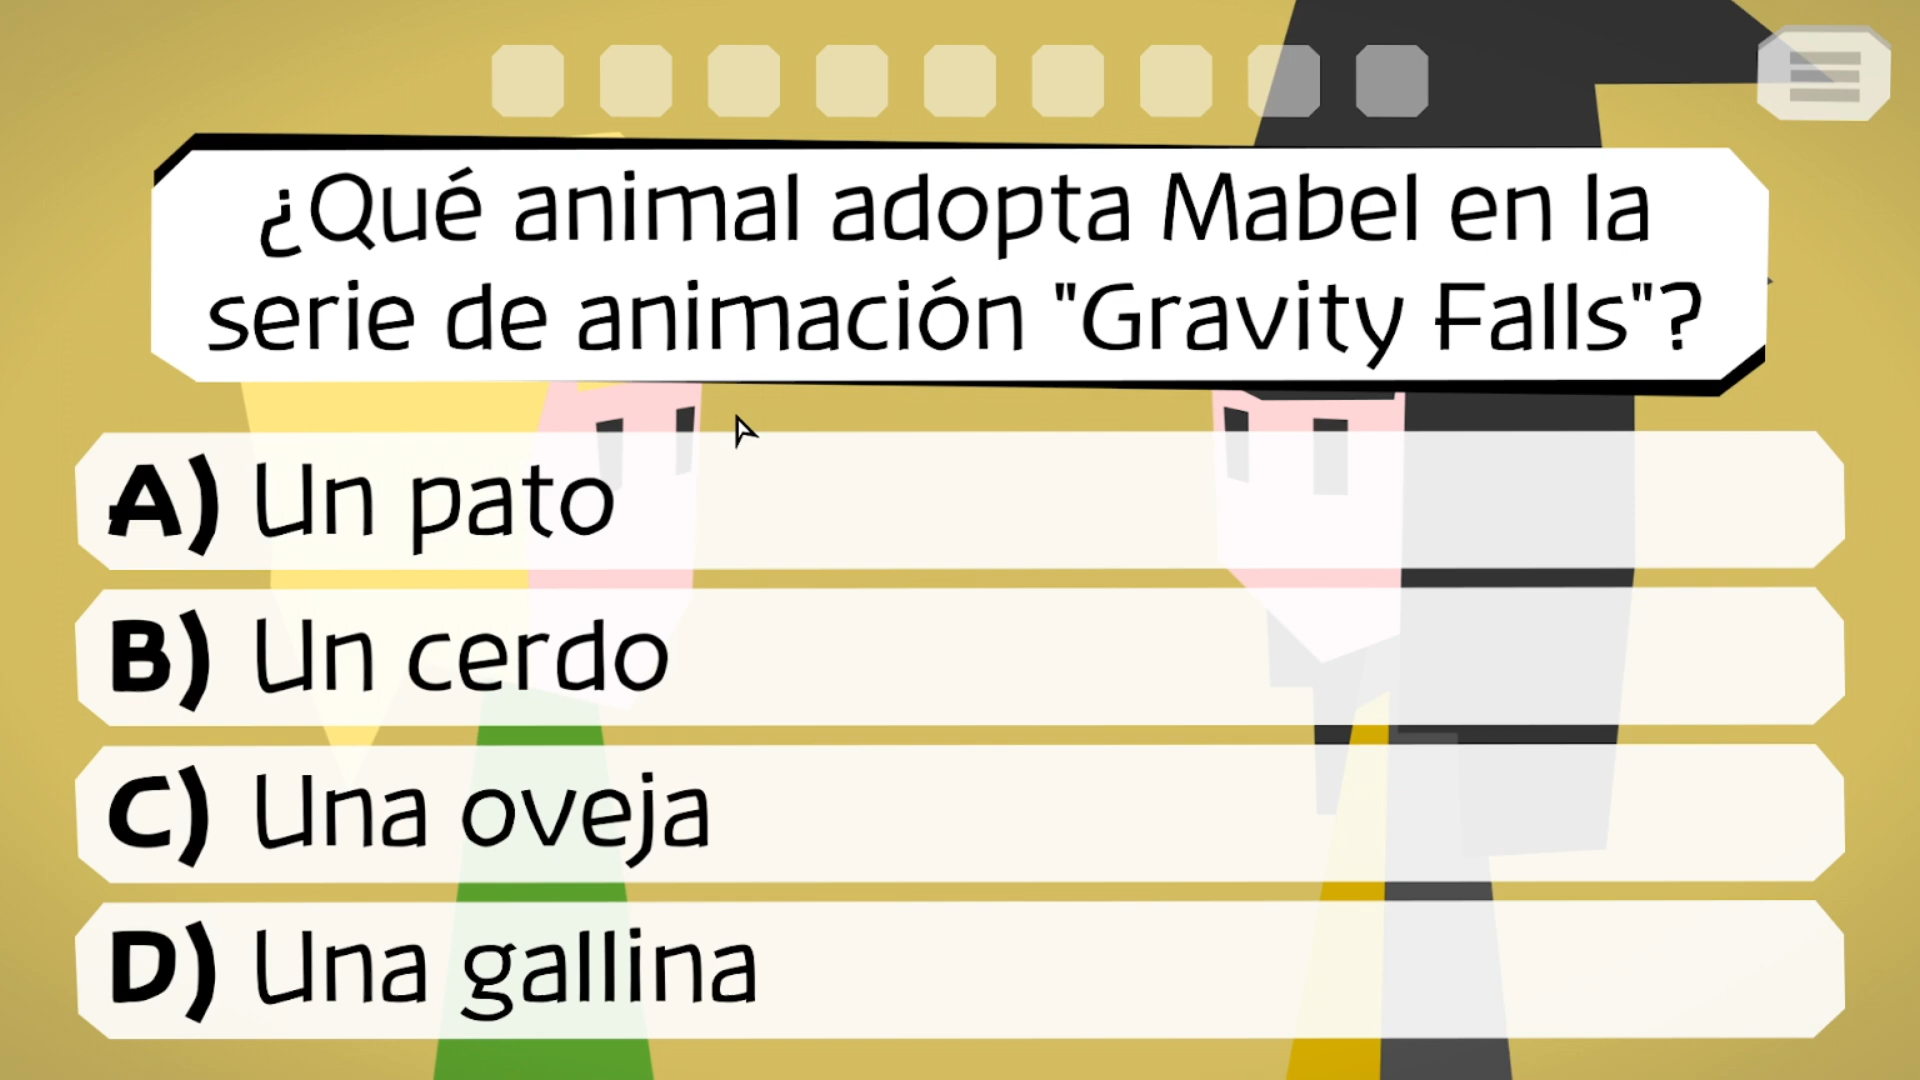 ¿Qué animal adopta Mabel en la
serie de animación "Gravity Falls"?
A) Un pato
B) Un cerdo
C) Una oveja
D) Una gallina